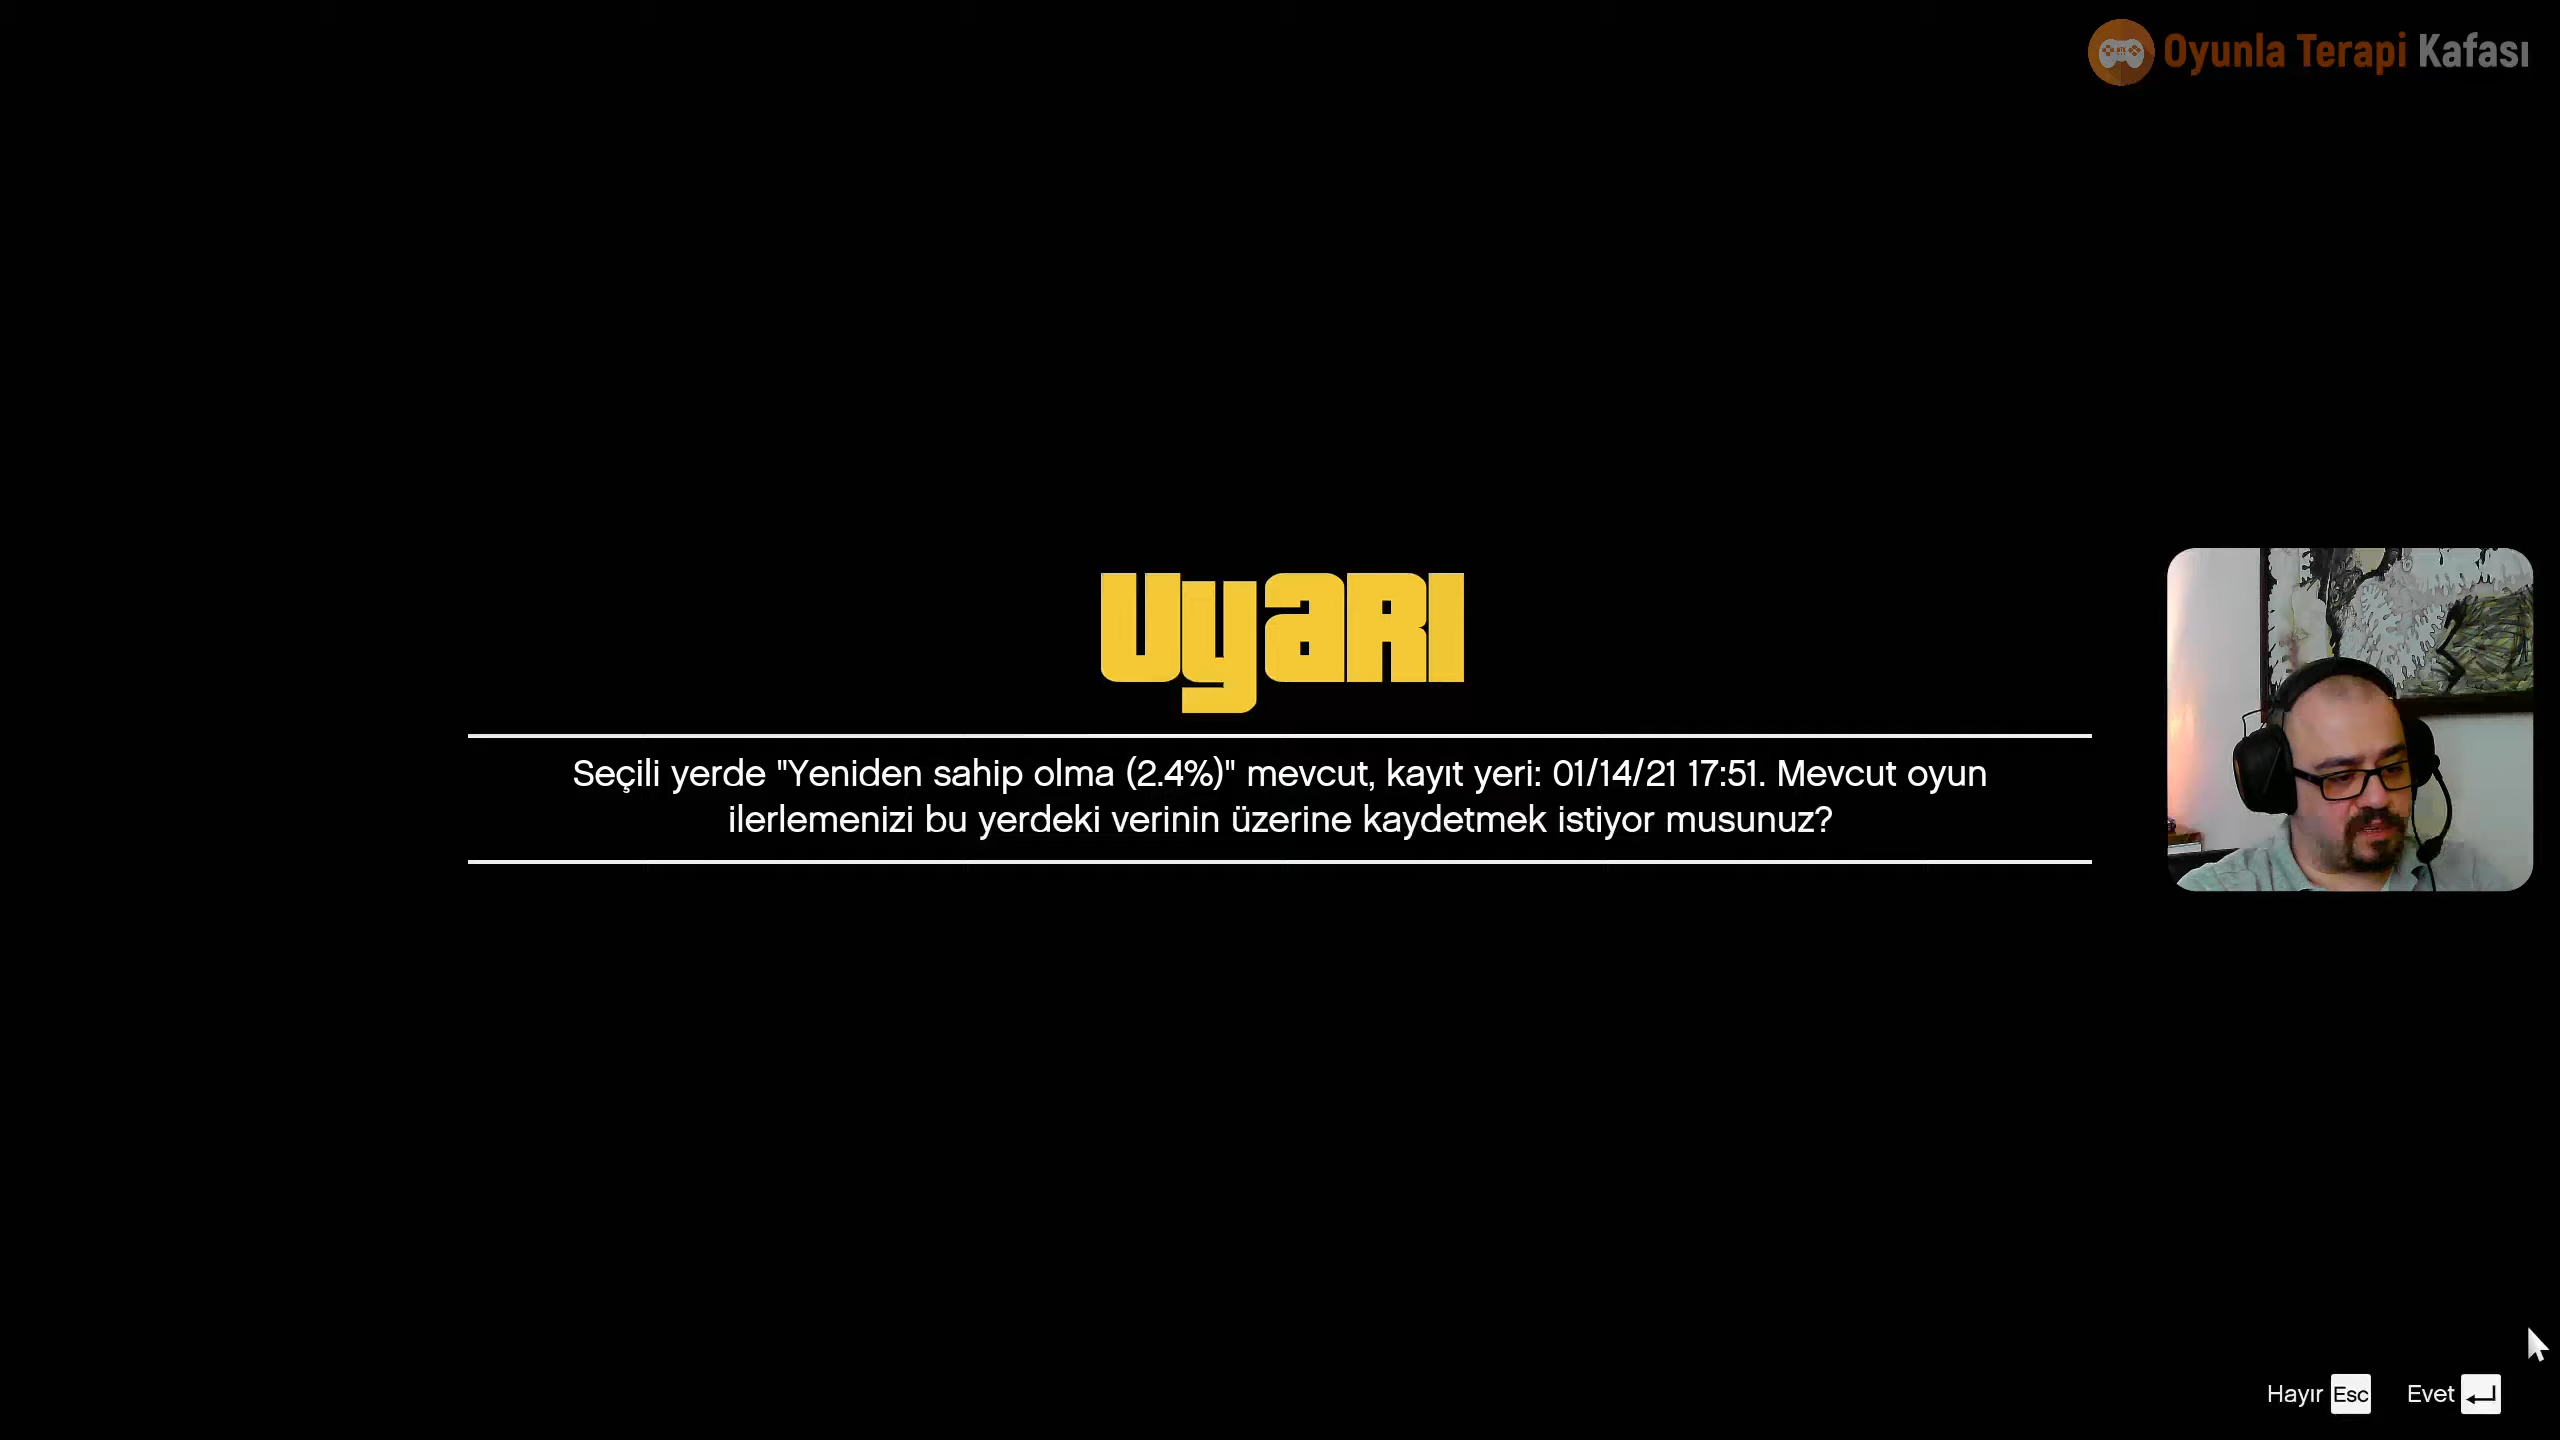 Oyunla Terapi Kafası
UyaRI
Seçili yerde "Yeniden sahip olma (2.4%)" mevcut, kayıt yeri: 01/14/21 17:51. Mevcut oyun
ilerlemenizi bu yerdeki verinin üzerine kaydetmek istiyor musunuz?
Hayır Esc Evet